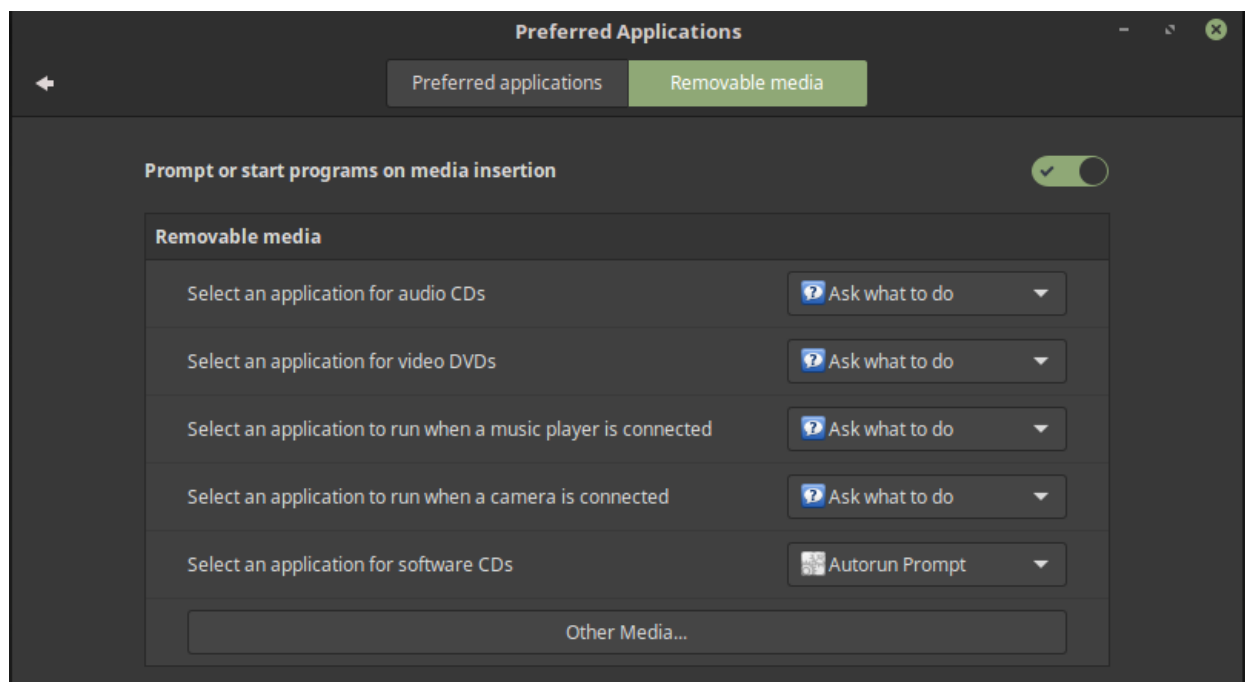 Preferred Applications
Preferred applications
Removable media
Prompt or start programs on media insertion
Removable media
Select an application for audio CDs
Ask what to do
Select an application for video DVDs
Ask what to do
Select an application to run when a music player is connected
Ask what to do
Select an application to run when a camera is connected
Ask what to do
Select an application for software CDs
Autorun Prompt
Other Media...